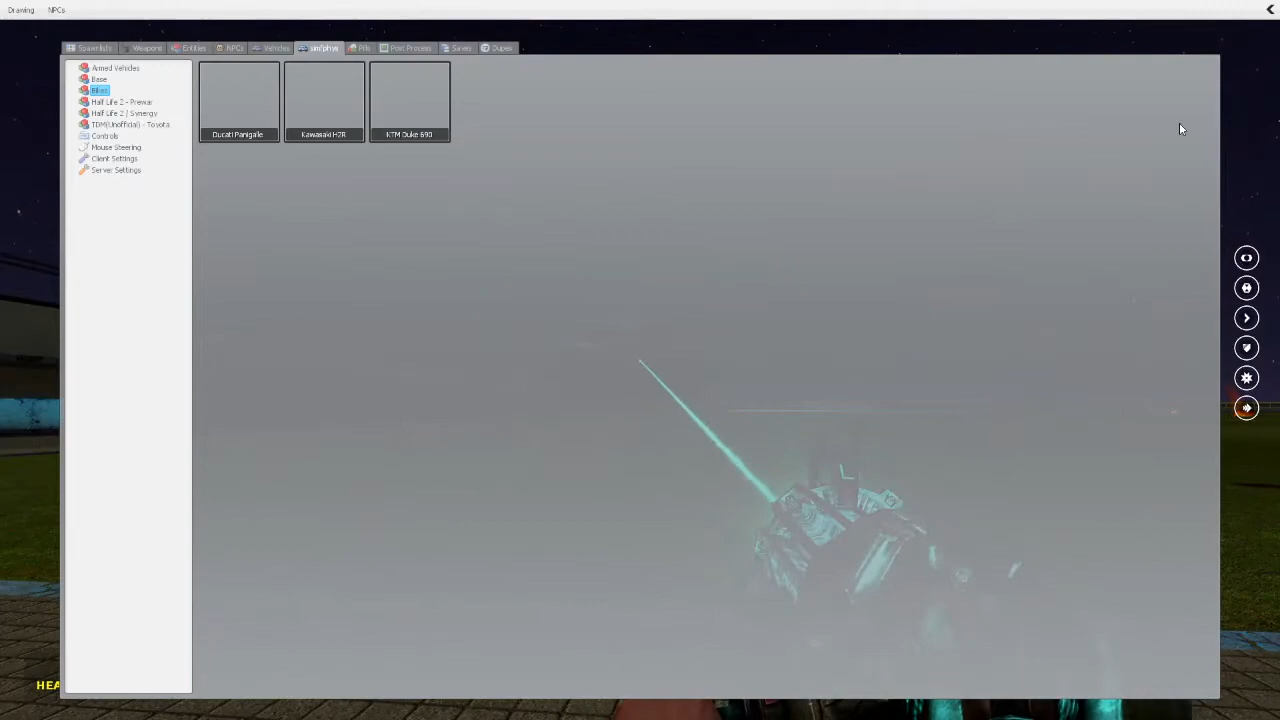 Drawing NPCs
Spawnlists Weapons Entities NPCs Vehicles simfphys Pills Post Process Saves Dupes
Armed Vehicles
Base
Bikes
Half Life 2 - Prewar
Half Life 2 / Synergy
TDM(Unofficial) - Toyota
Controls
Mouse Steering
Client Settings
Server Settings
Ducati Panigalle
Kawasaki H2R
KTM Duke 690
HEA